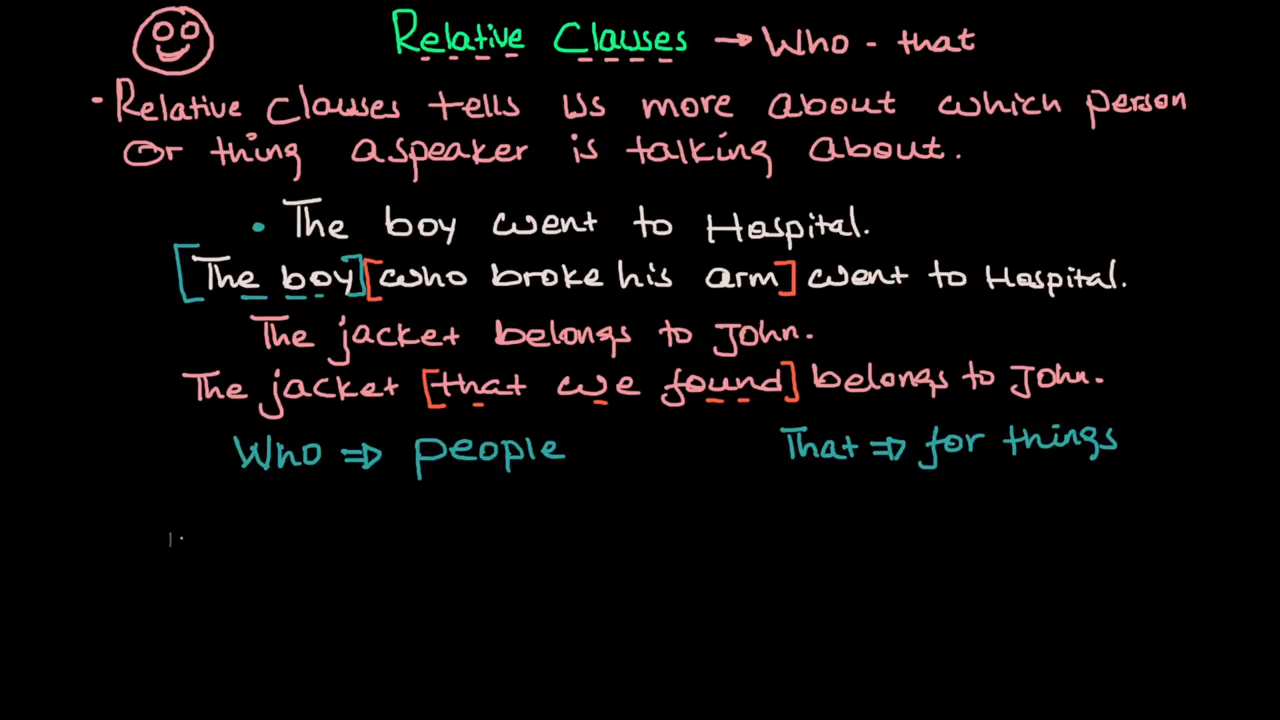 Relative Clauses → Who - that
• Relative clauses tells us more about which person
Or thing a speaker is talking about.
• The boy went to Hospital.
[The boy] [who broke his arm] went to Hospital.
The jacket belongs to John.
The jacket [that we found] belongs to John.
Who ⇒ people That ⇒ for things
1.